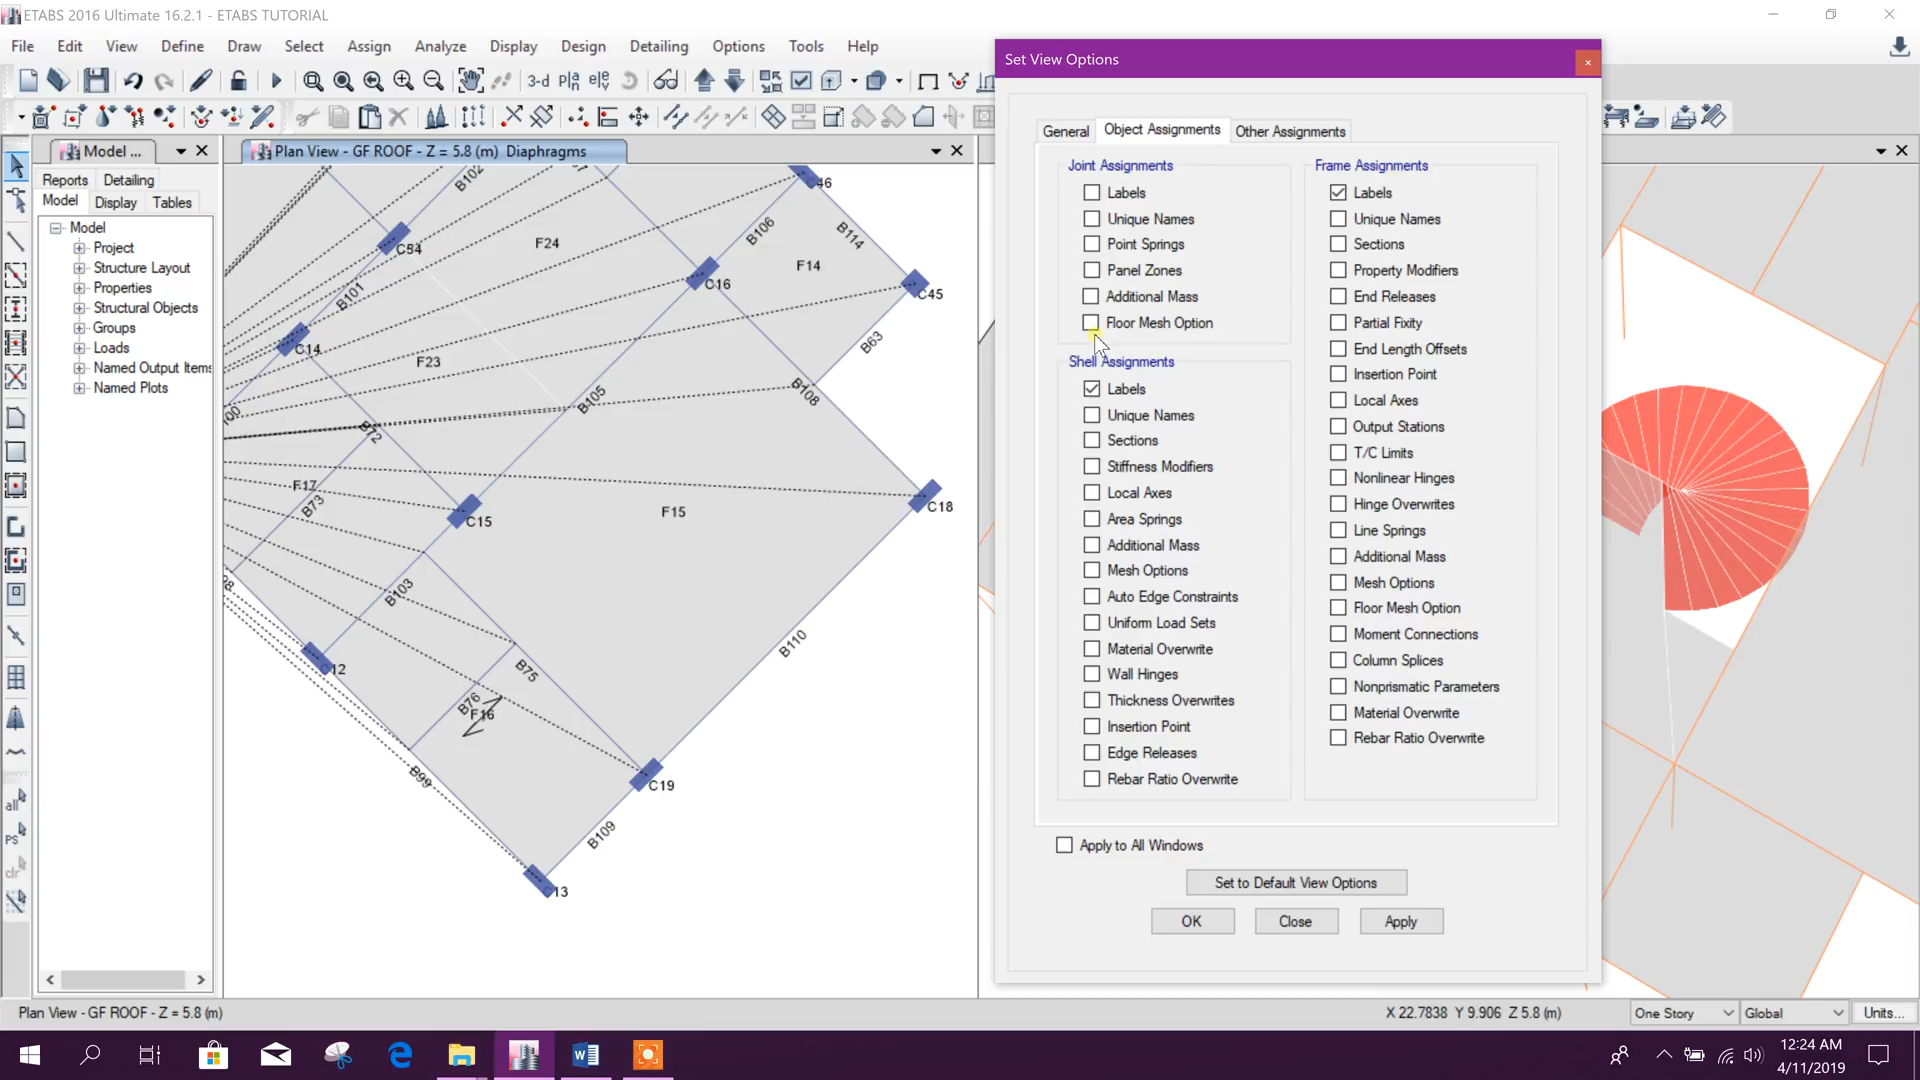 ETABS 2016 Ultimate 16.2.1 - ETABS TUTORIAL
File Edit View Define Draw Select Assign Analyze Display Design Detailing Options Tools Help
3-d
Model ...
Plan View - GF ROOF - Z = 5.8 (m) Diaphragms
Reports Detailing
Model Display Tables
Model
Project
Structure Layout
Properties
Structural Objects
Groups
Loads
Named Output Items
Named Plots
all
PS
clr
B102
46
C54
F24
B106
B114
F14
C16
C45
B101
C14
F23
B63
B105
B108
B72
F17
B73
C15
F15
C18
B103
12
B75
B76
F16
B110
B99
C19
B109
13
Set View Options
General Object Assignments Other Assignments
Joint Assignments
Labels
Unique Names
Point Springs
Panel Zones
Additional Mass
Floor Mesh Option
Shell Assignments
Labels
Unique Names
Sections
Stiffness Modifiers
Local Axes
Area Springs
Additional Mass
Mesh Options
Auto Edge Constraints
Uniform Load Sets
Material Overwrite
Wall Hinges
Thickness Overwrites
Insertion Point
Edge Releases
Rebar Ratio Overwrite
Frame Assignments
Labels
Unique Names
Sections
Property Modifiers
End Releases
Partial Fixity
End Length Offsets
Insertion Point
Local Axes
Output Stations
T/C Limits
Nonlinear Hinges
Hinge Overwrites
Line Springs
Additional Mass
Mesh Options
Floor Mesh Option
Moment Connections
Column Splices
Nonprismatic Parameters
Material Overwrite
Rebar Ratio Overwrite
Apply to All Windows
Set to Default View Options
OK Close Apply
Plan View - GF ROOF - Z = 5.8 (m)
X 22.7838 Y 9.906 Z 5.8 (m)
One Story Global Units...
12:24 AM
4/11/2019